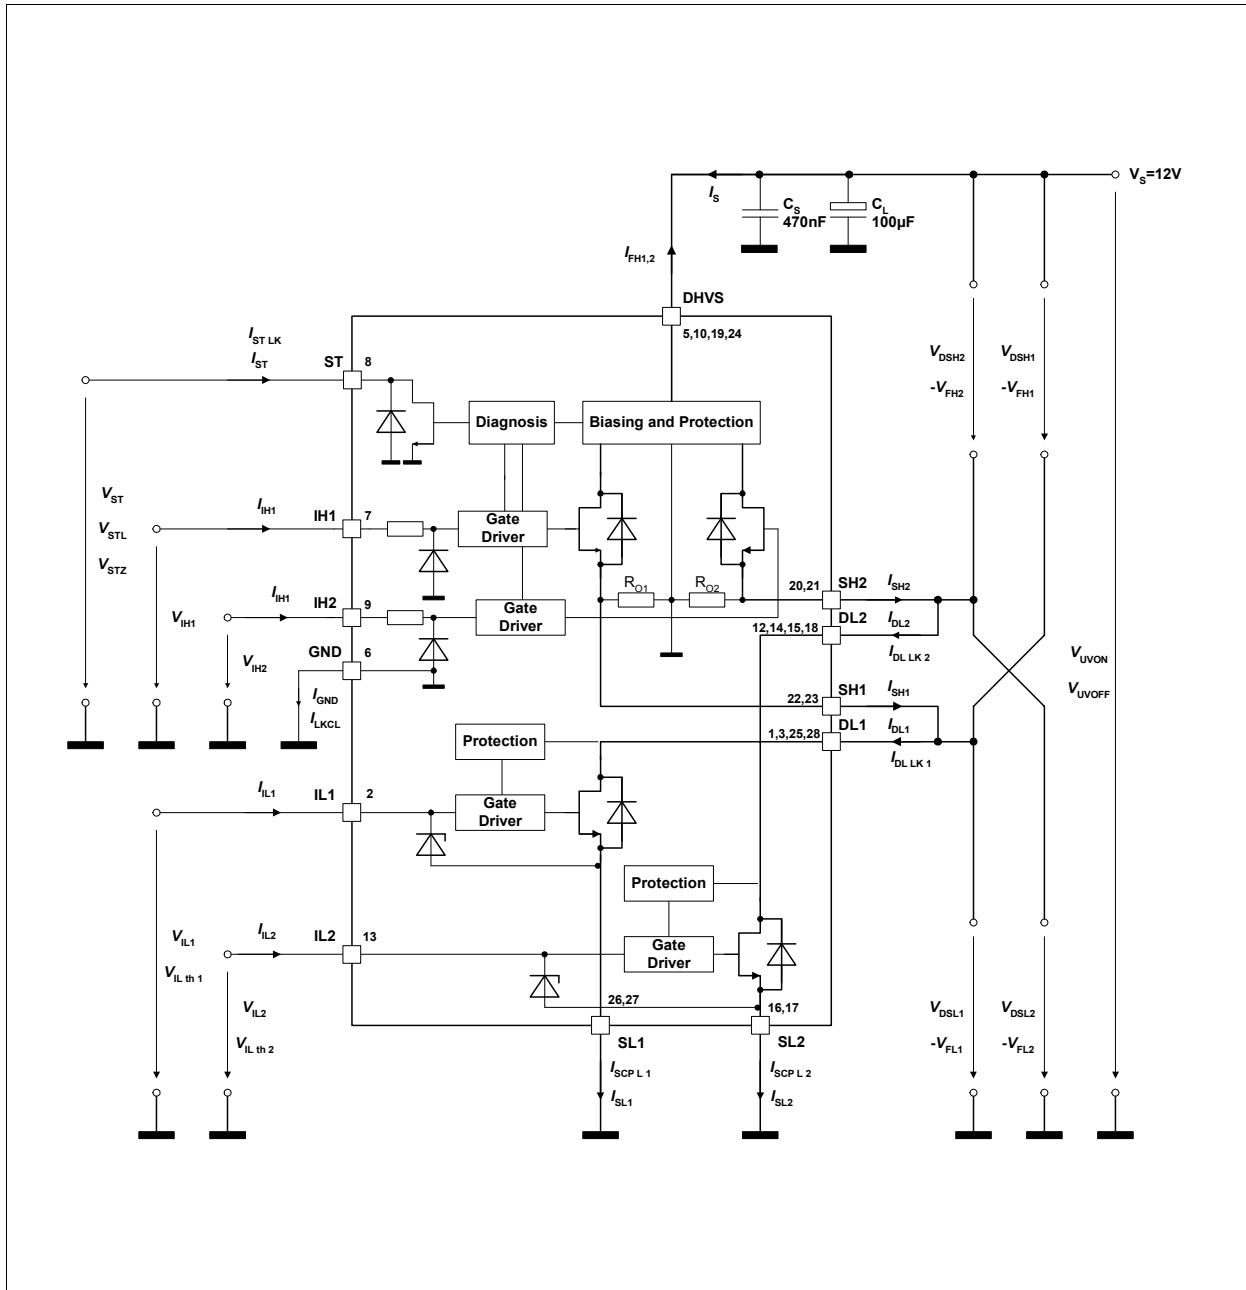 V_S=12V
I_S
C_S
470nF
C_L
100µF
I_FH1,2
DHVS
5,10,19,24
I_ST LK
I_ST
ST
8
V_DSH2
V_DSH1
-V_FH2
-V_FH1
Diagnosis
Biasing and Protection
V_ST
V_STL
V_STZ
I_IH1
IH1
7
Gate
Driver
R_O1
R_O2
20,21
SH2
I_SH2
I_IH1
IH2
9
Gate
Driver
V_IH1
V_IH2
DL2
I_DL2
12,14,15,18
I_DL LK 2
GND
6
I_GND
I_LKCL
V_UVON
V_UVOFF
22,23
SH1
I_SH1
1,3,25,28
DL1
I_DL1
I_DL LK 1
Protection
I_IL1
IL1
2
Gate
Driver
Protection
V_IL1
V_IL th 1
I_IL2
IL2
13
Gate
Driver
V_IL2
V_IL th 2
26,27
16,17
SL1
SL2
V_DSL1
V_DSL2
-V_FL1
-V_FL2
I_SCP L 1
I_SL1
I_SCP L 2
I_SL2